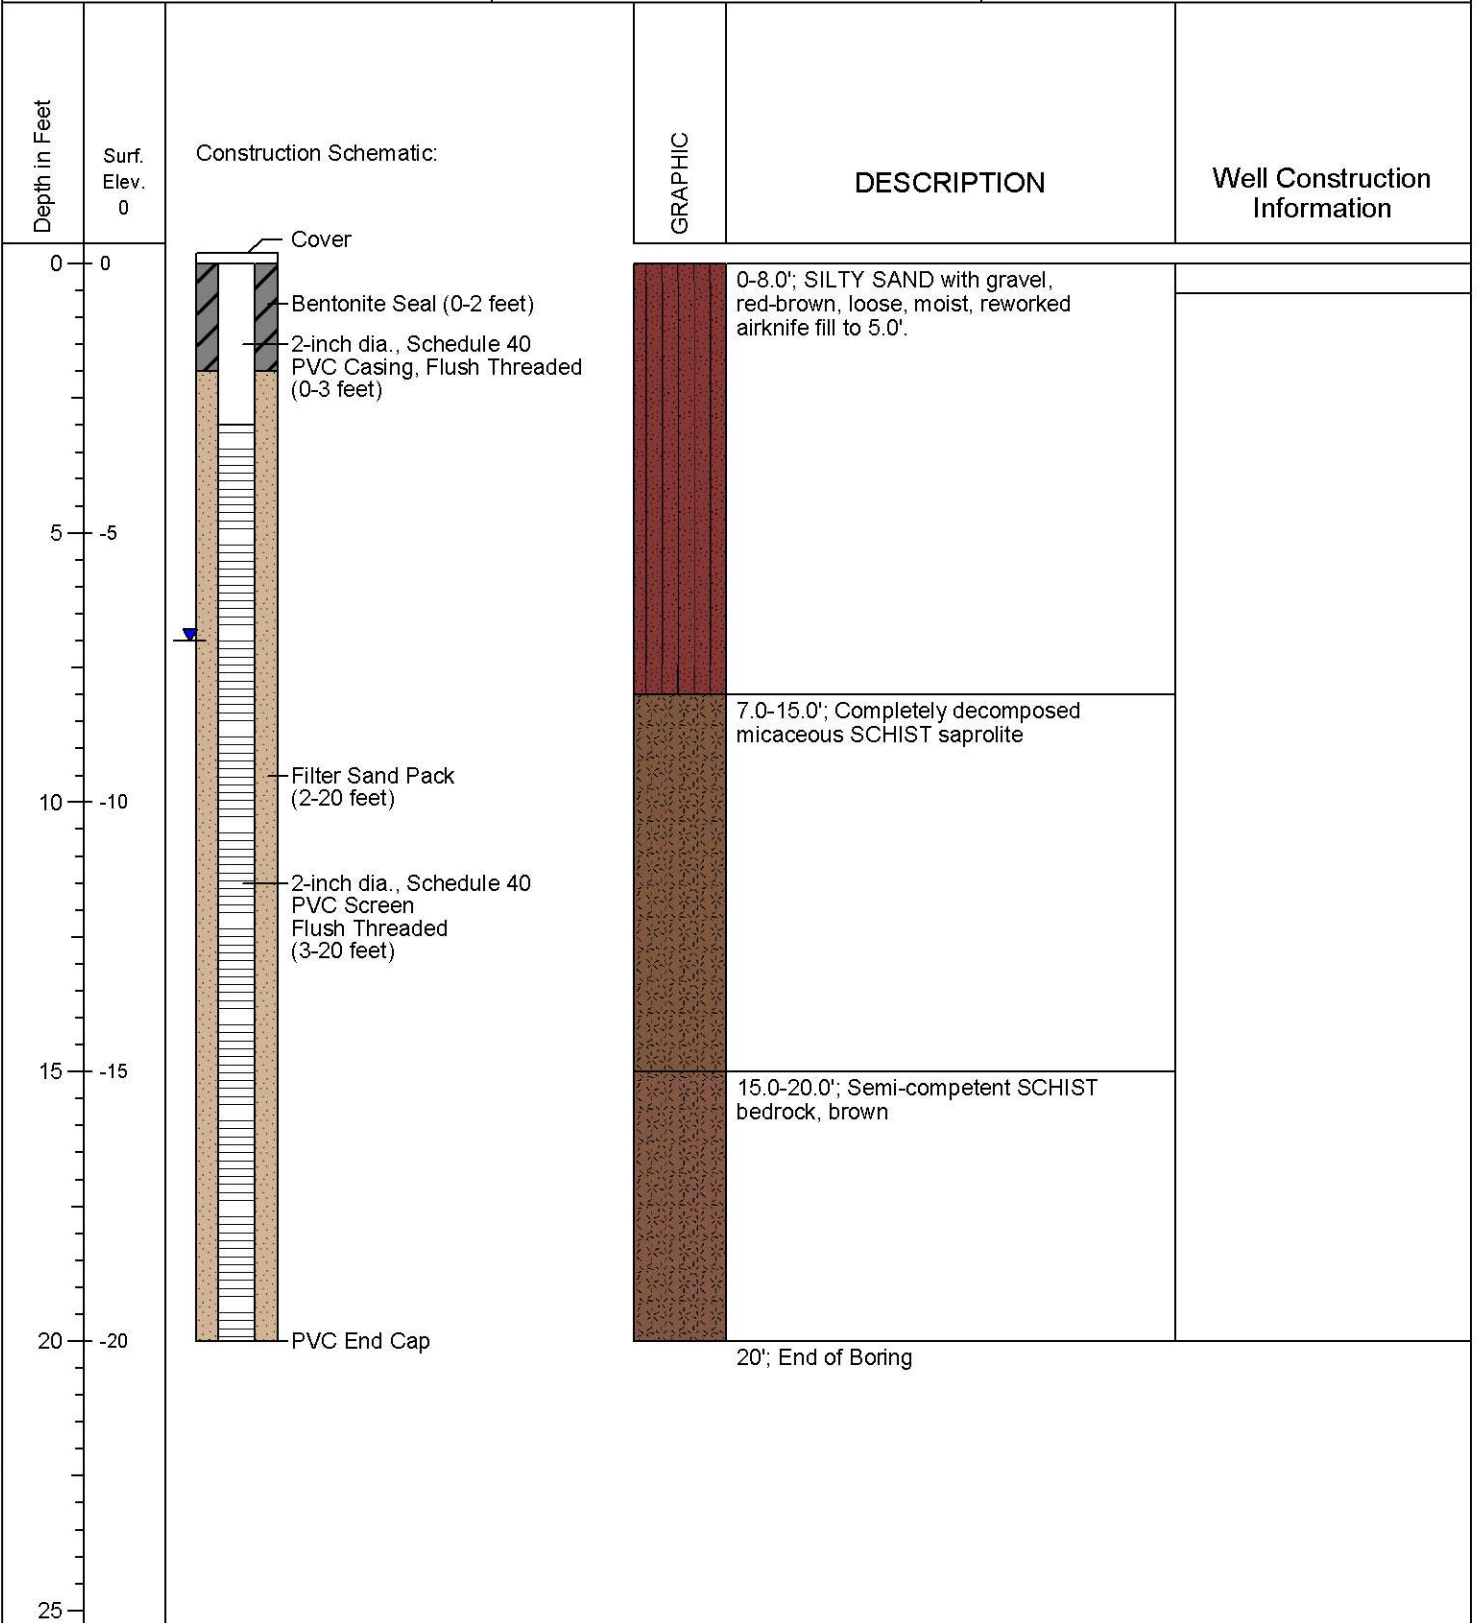 Depth in Feet
Surf.
Elev.
0
Construction Schematic:
GRAPHIC
DESCRIPTION
Well Construction
Information
Cover
0
0
Bentonite Seal (0-2 feet)
2-inch dia., Schedule 40
PVC Casing, Flush Threaded
(0-3 feet)
0-8.0'; SILTY SAND with gravel,
red-brown, loose, moist, reworked
airknife fill to 5.0'.
5
-5
7.0-15.0'; Completely decomposed
micaceous SCHIST saprolite
Filter Sand Pack
(2-20 feet)
10
-10
2-inch dia., Schedule 40
PVC Screen
Flush Threaded
(3-20 feet)
15
-15
15.0-20.0'; Semi-competent SCHIST
bedrock, brown
20
-20
PVC End Cap
20'; End of Boring
25